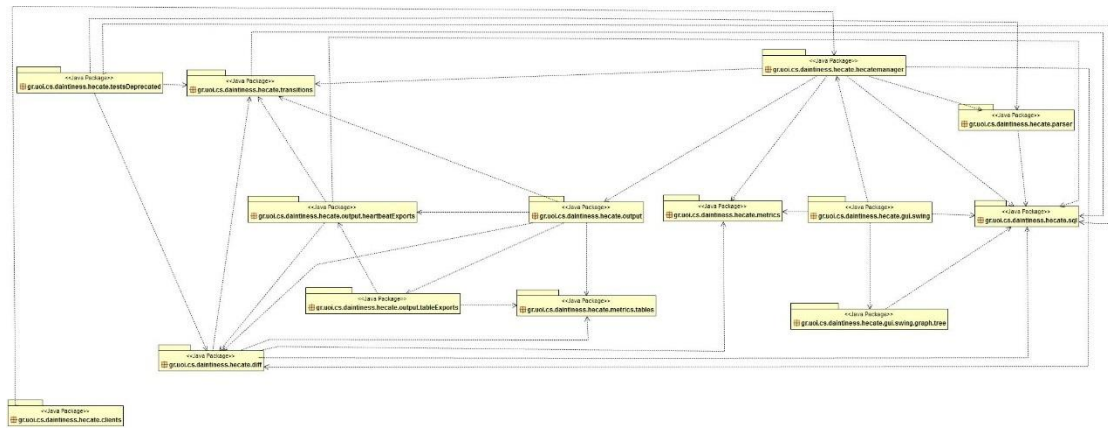 <<Java Package>>
gr.uoi.cs.daintiness.hecate.hecatemanager
<<Java Package>>
gr.uoi.cs.daintiness.hecate.testsDeprecated
<<Java Package>>
gr.uoi.cs.daintiness.hecate.transitions
<<Java Package>>
gr.uoi.cs.daintiness.hecate.parser
<<Java Package>>
gr.uoi.cs.daintiness.hecate.output.heartbeatExports
<<Java Package>>
gr.uoi.cs.daintiness.hecate.output
<<Java Package>>
gr.uoi.cs.daintiness.hecate.metrics
<<Java Package>>
gr.uoi.cs.daintiness.hecate.gui.swing
<<Java Package>>
gr.uoi.cs.daintiness.hecate.sql
<<Java Package>>
gr.uoi.cs.daintiness.hecate.output.tableExports
<<Java Package>>
gr.uoi.cs.daintiness.hecate.metrics.tables
<<Java Package>>
gr.uoi.cs.daintiness.hecate.gui.swing.graph.tree
<<Java Package>>
gr.uoi.cs.daintiness.hecate.diff
<<Java Package>>
gr.uoi.cs.daintiness.hecate.clients